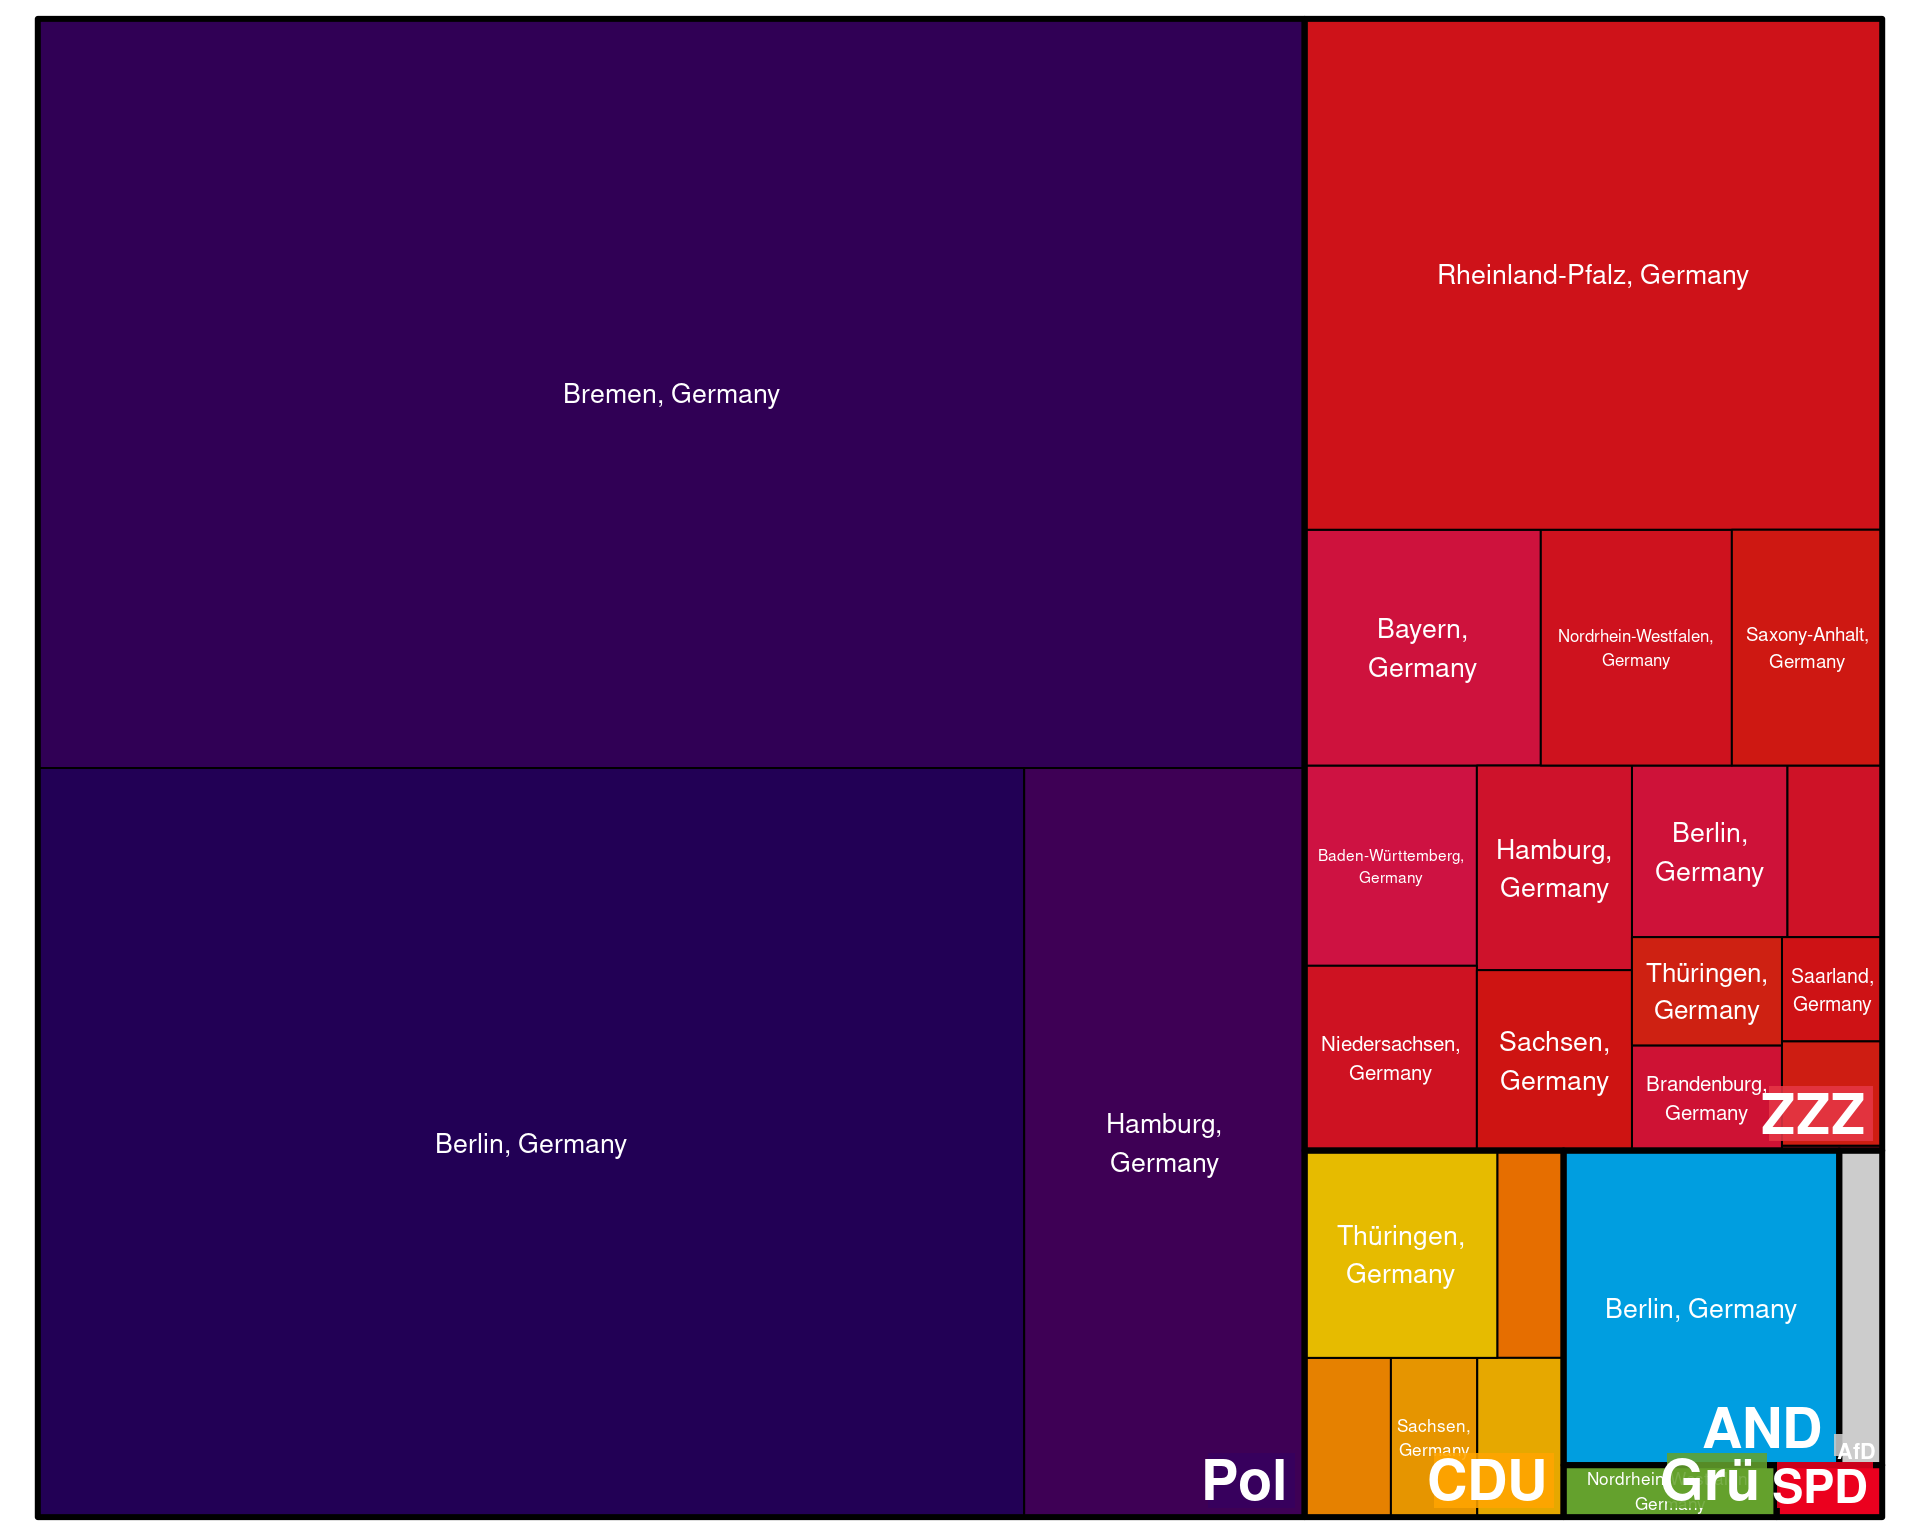 Bremen, Germany
Berlin, Germany
Hamburg,
Germany
Pol
Rheinland-Pfalz, Germany
Bayern,
Germany
Nordrhein-Westfalen,
Germany
Saxony-Anhalt,
Germany
Baden-Württemberg,
Germany
Hamburg,
Germany
Berlin,
Germany
Thüringen,
Germany
Saarland,
Germany
Niedersachsen,
Germany
Sachsen,
Germany
Brandenburg,
Germany
ZZZ
Thüringen,
Germany
Sachsen,
Germany
CDU
Berlin, Germany
AND
AfD
Germany
Grü
SPD